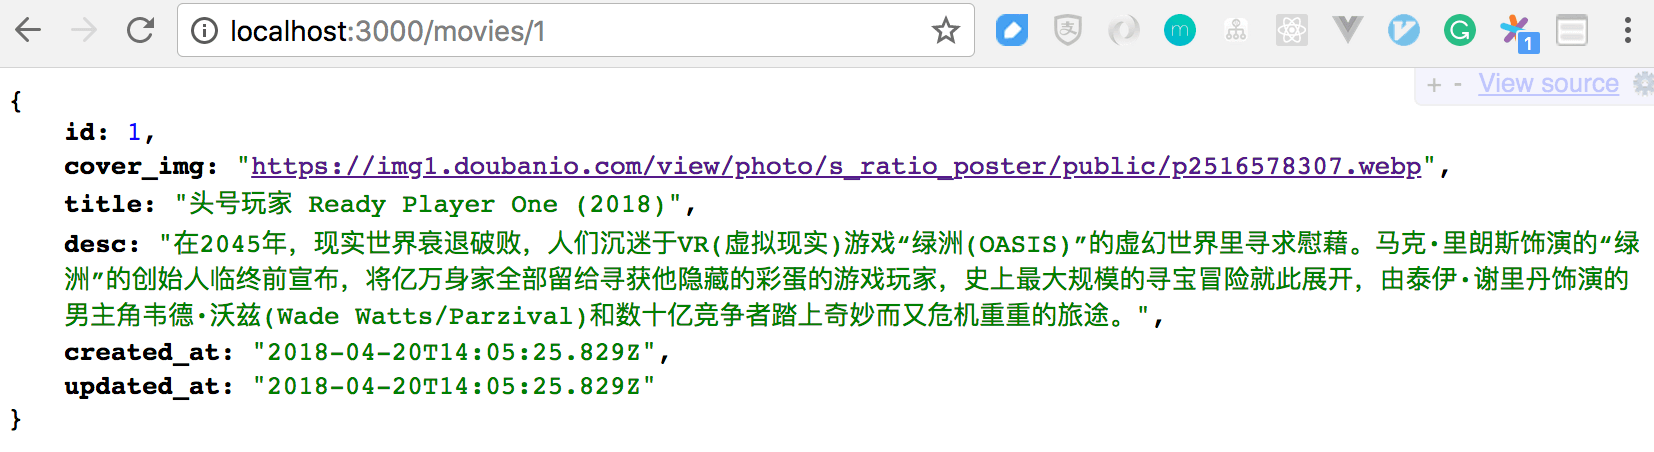 localhost:3000/movies/1
1
+ - View source
{
id: 1,
cover_img: "https://img1.doubanio.com/view/photo/s_ratio_poster/public/p2516578307.webp",
title: "头号玩家 Ready Player One (2018)",
desc: "在2045年，现实世界衰退破败，人们沉迷于VR(虚拟现实)游戏“绿洲(OASIS)”的虚幻世界里寻求慰藉。马克·里朗斯饰演的“绿
洲”的创始人临终前宣布，将亿万身家全部留给寻获他隐藏的彩蛋的游戏玩家，史上最大规模的寻宝冒险就此展开，由泰伊·谢里丹饰演的
男主角韦德·沃兹(Wade Watts/Parzival)和数十亿竞争者踏上奇妙而又危机重重的旅途。",
created_at: "2018-04-20T14:05:25.829Z",
updated_at: "2018-04-20T14:05:25.829Z"
}